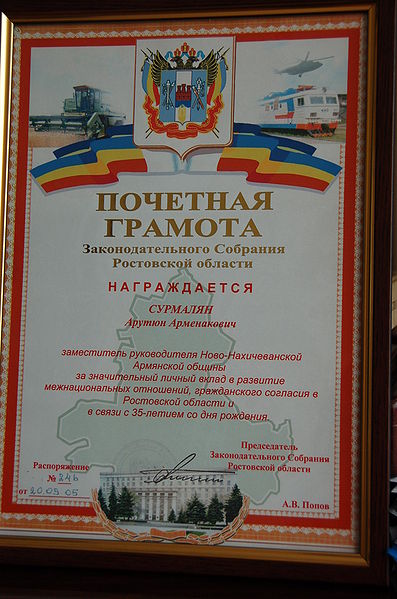 ПОЧЕТНАЯ
ГРАМОТА
Законодательного Собрания
Ростовской области
НАГРАЖДАЕТСЯ
СУРМАЛЯН
Арутюн Арменакович
заместитель руководителя Ново-Нахичеванской
Армянской общины
за значительный личный вклад в развитие
межнациональных отношений, гражданского согласия в
Ростовской области и
в связи с 35-летием со дня рождения.
Председатель
Законодательного Собрания
Ростовской области
Распоряжение
№ 246
от 20.09.05
А.В. Попов